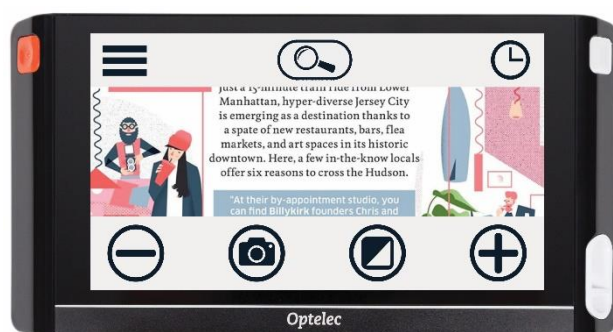 Just a 15-minute train ride from Lower
Manhattan, hyper-diverse Jersey City
is emerging as a destination thanks to
a spate of new restaurants, bars, flea
markets, and art spaces in its historic
downtown. Here, a few in-the-know locals
offer six reasons to cross the Hudson.
"At their by-appointment studio, you
can find Billykirk founders Chris and
Optelec